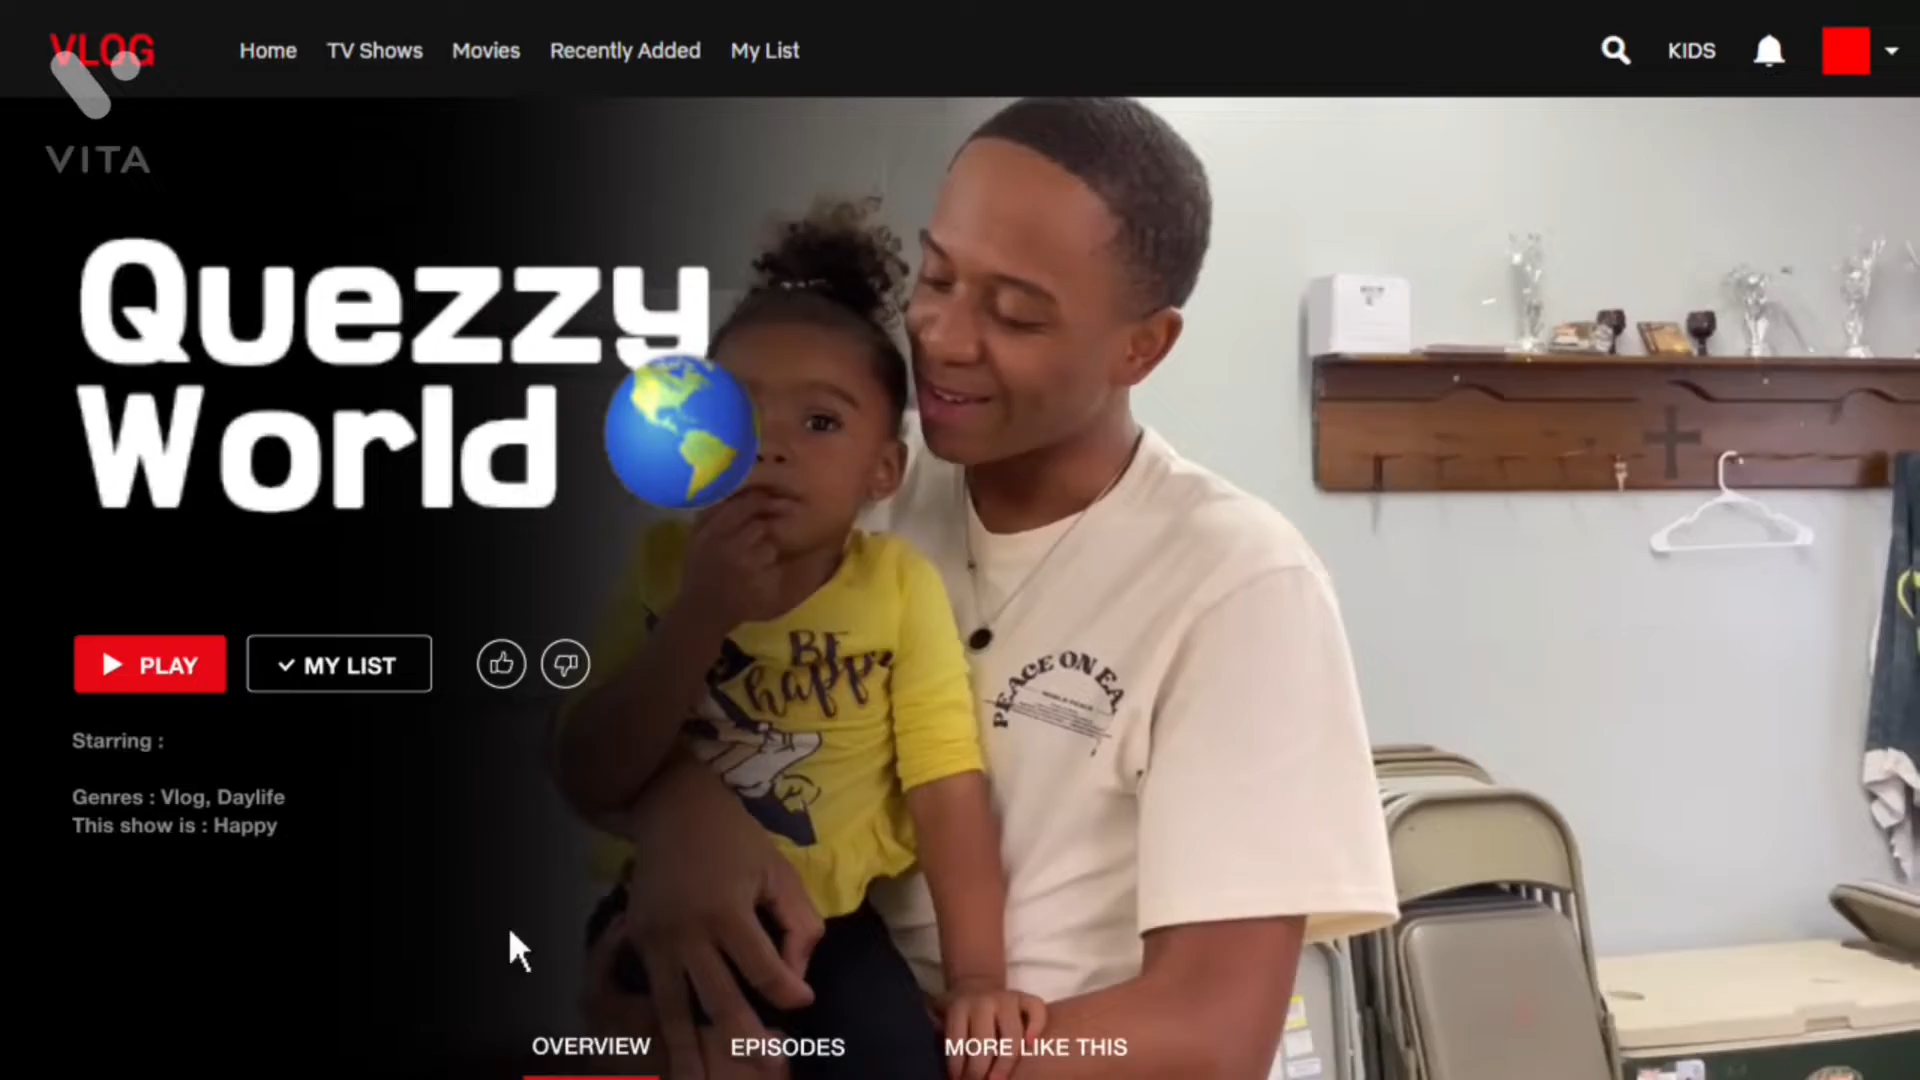 VLOG
Home
TV Shows
Movies
Recently Added
My List
KIDS
VITA
Quezzy
World
PLAY
MY LIST
Starring :
Genres : Vlog, Daylife
This show is : Happy
BE
happy
PEACE ON EA
OVERVIEW
EPISODES
MORE LIKE THIS